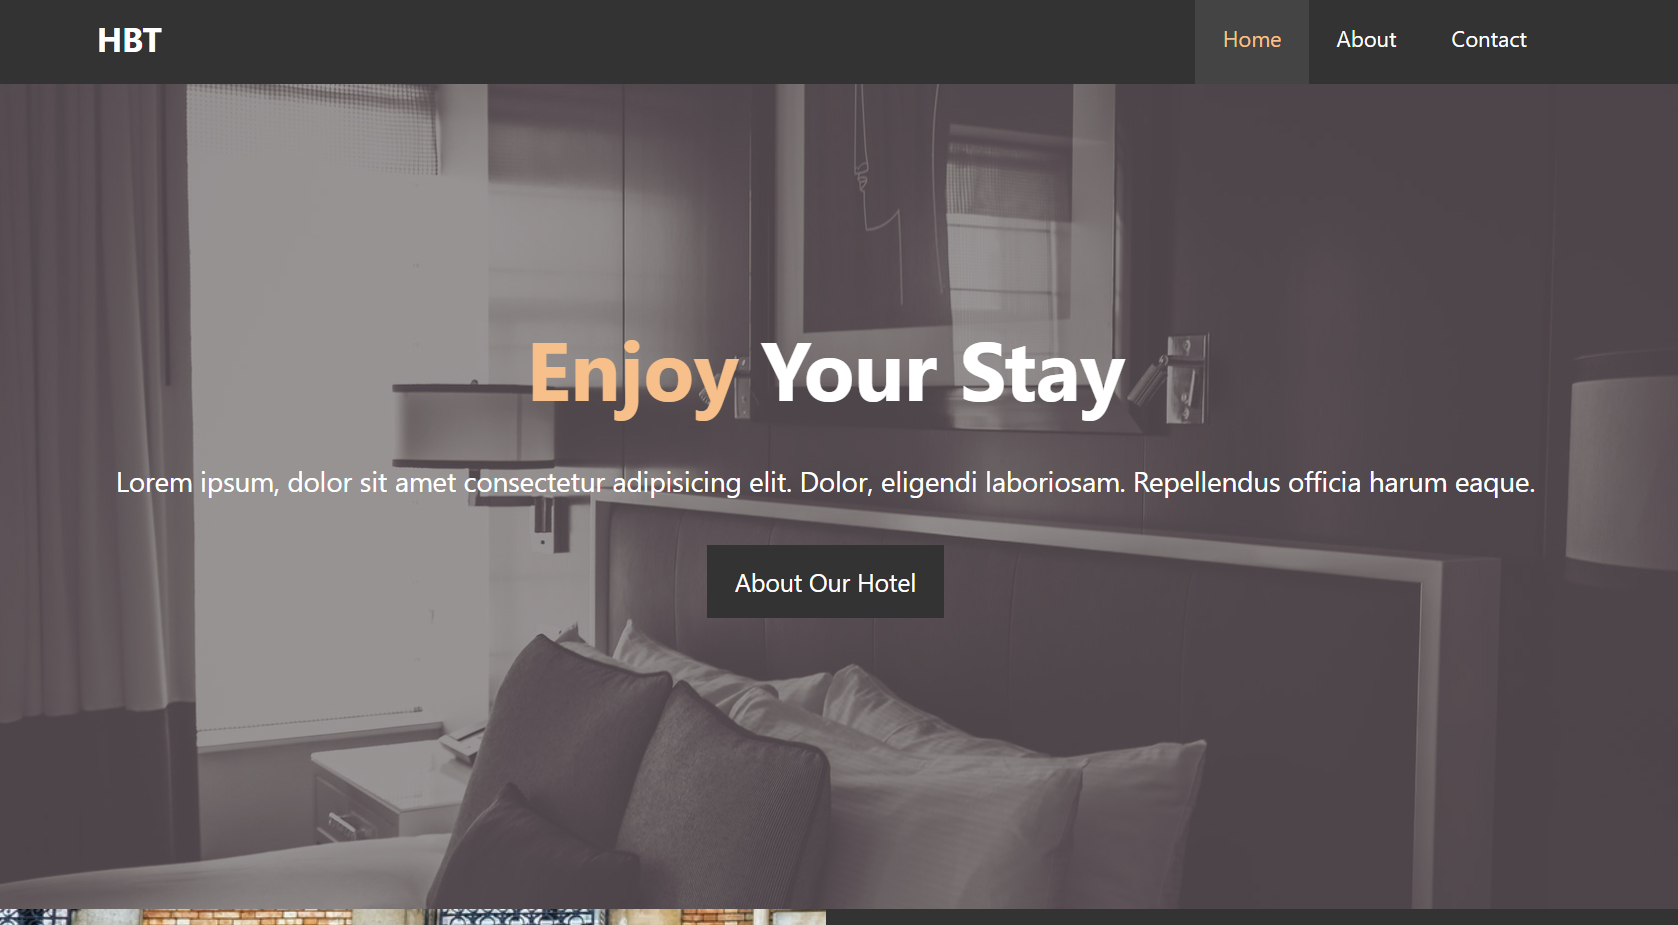 HBT
Home About Contact
Enjoy Your Stay
Lorem ipsum, dolor sit amet consectetur adipisicing elit. Dolor, eligendi laboriosam. Repellendus officia harum eaque.
About Our Hotel